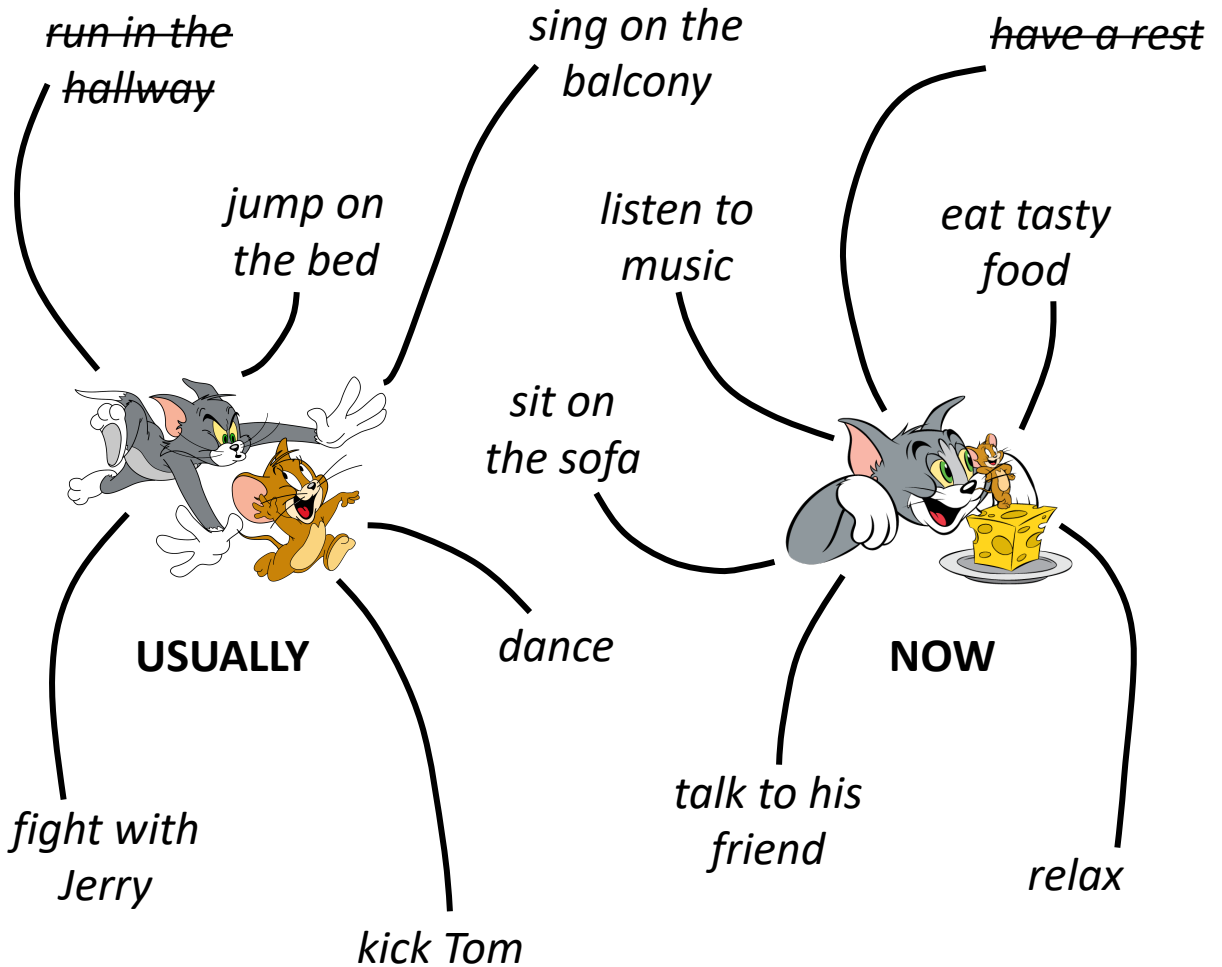 run in the
hallway
sing on the
balcony
have a rest
jump on
the bed
listen to
music
eat tasty
food
sit on
the sofa
dance
USUALLY
NOW
talk to his
friend
fight with
Jerry
relax
kick Tom